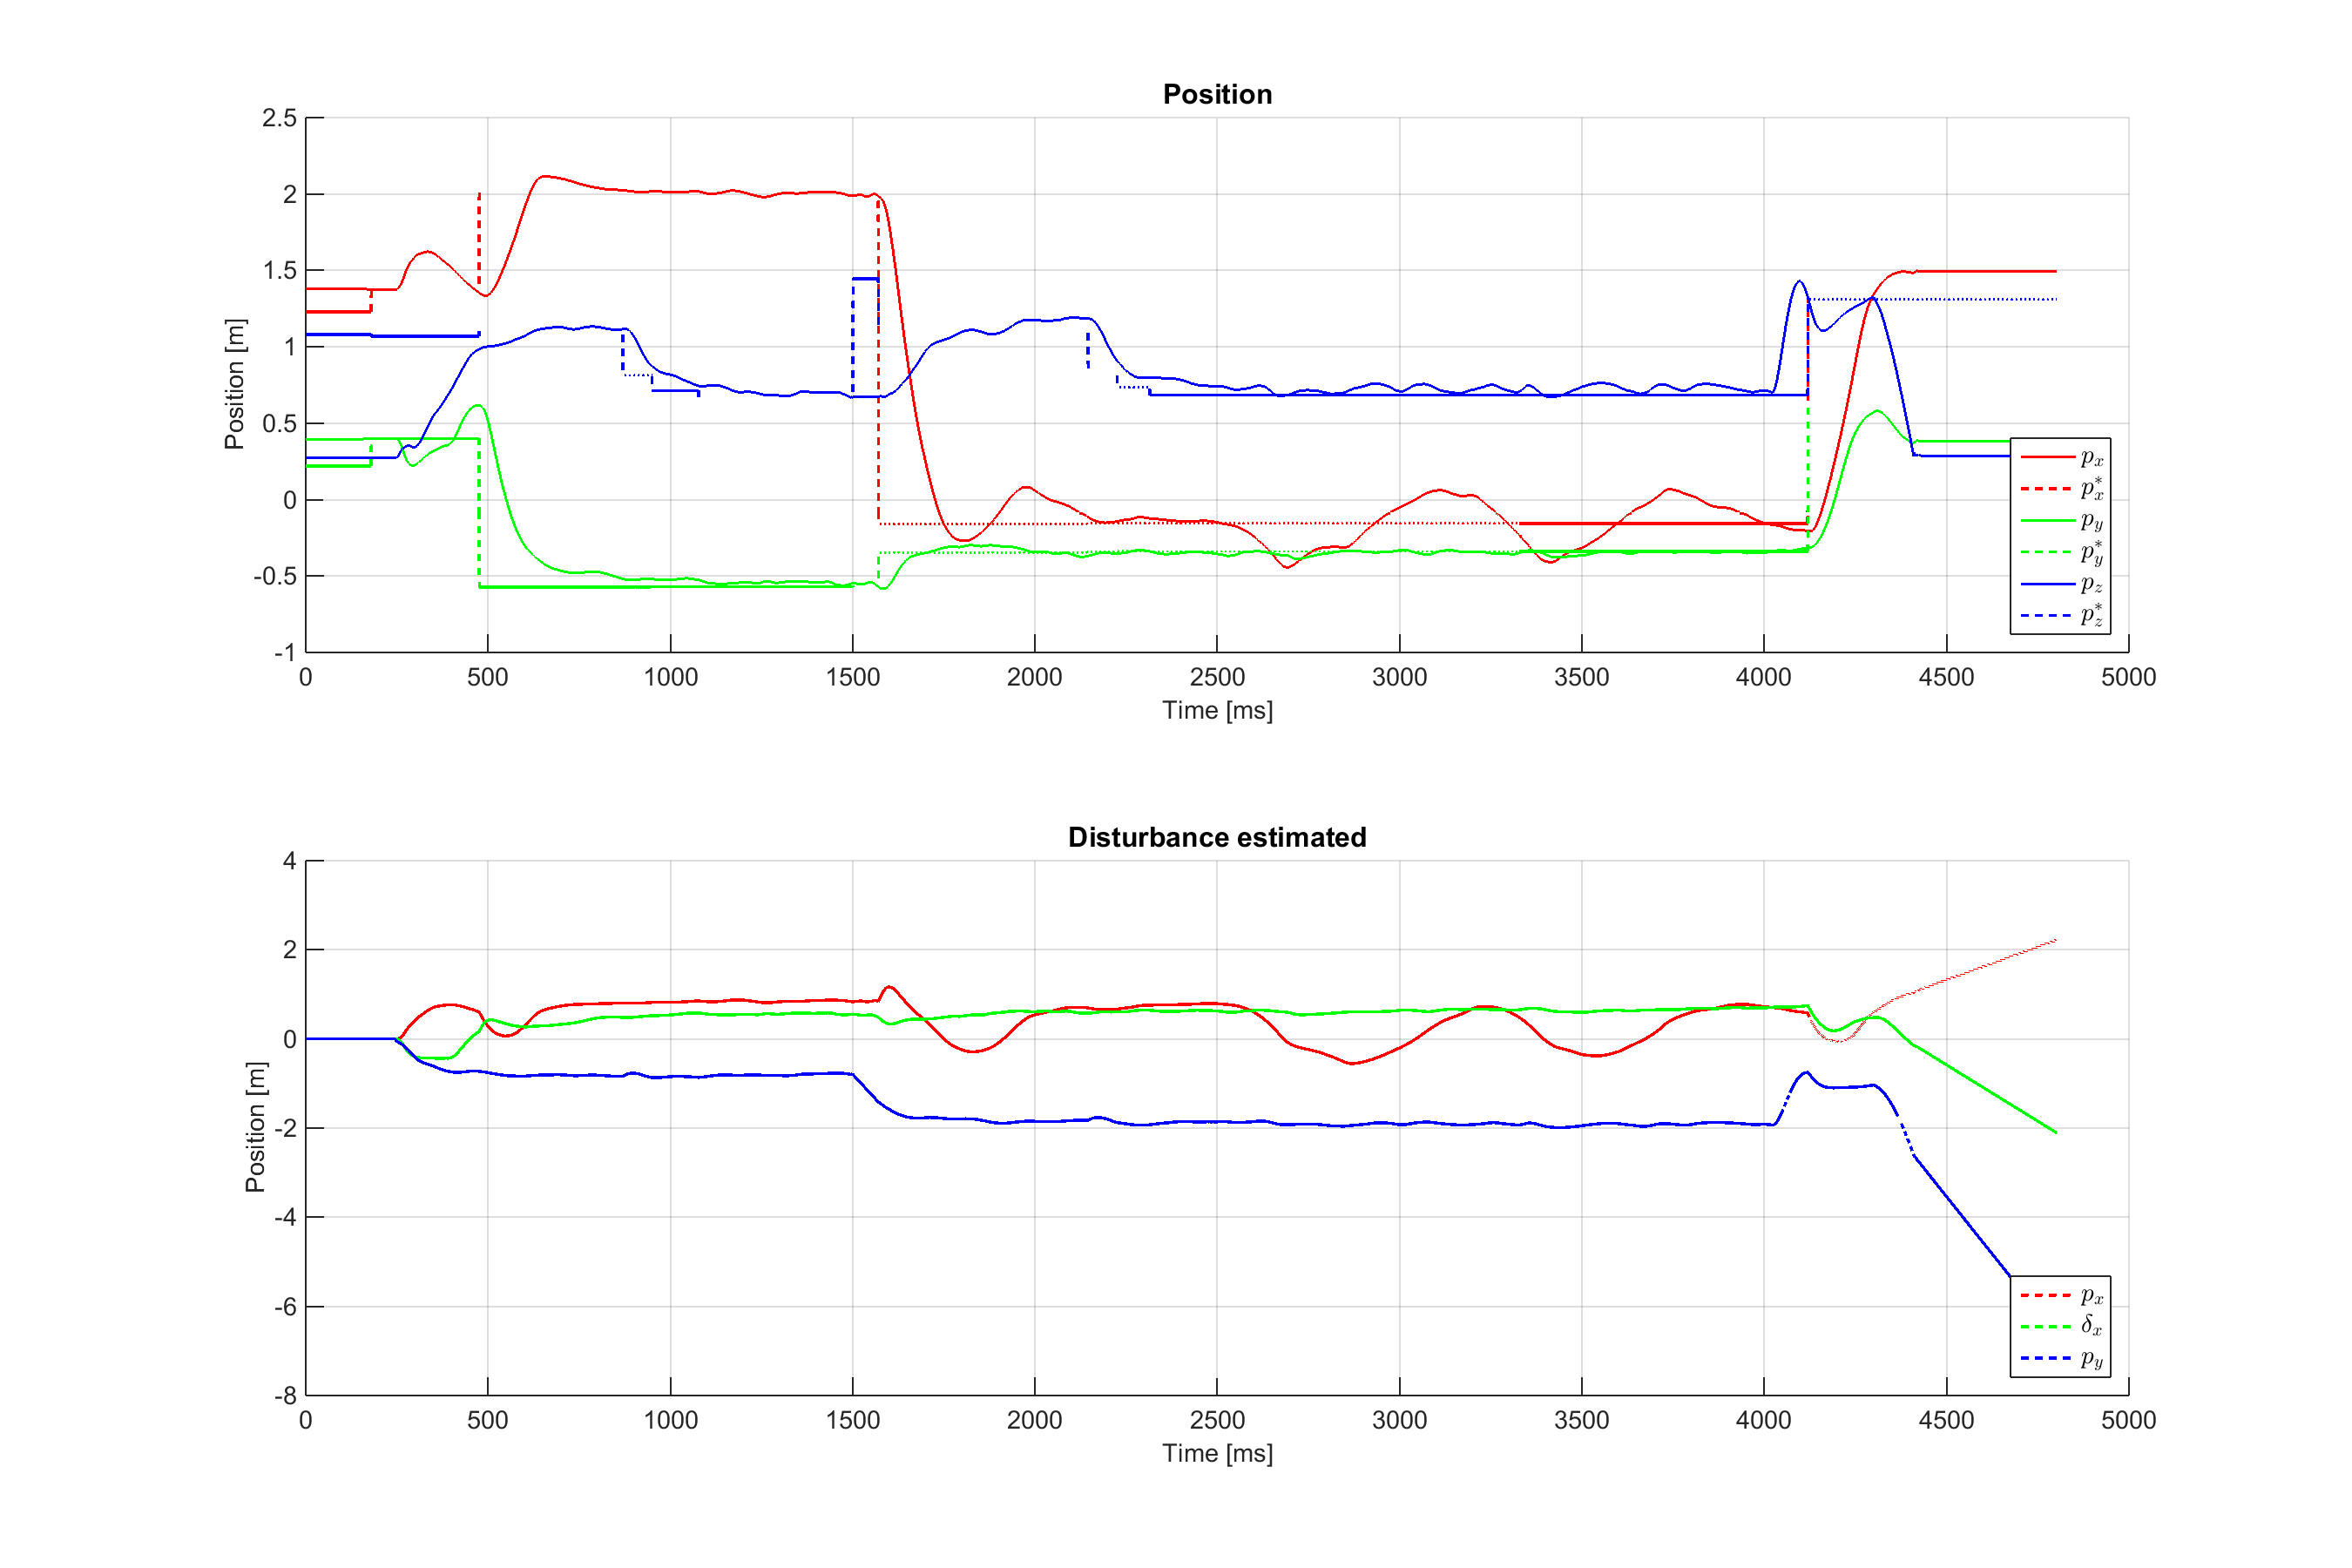 Position
2.5
2
1.5
1
0.5
0
-0.5
-1
Position [m]
0 500 1000 1500 2000 2500 3000 3500 4000 4500 5000
Time [ms]
p_x
p_x^*
p_y
p_y^*
p_z
p_z^*
Disturbance estimated
4
2
0
-2
-4
-6
-8
Position [m]
0 500 1000 1500 2000 2500 3000 3500 4000 4500 5000
Time [ms]
p_x
δ_x
p_y